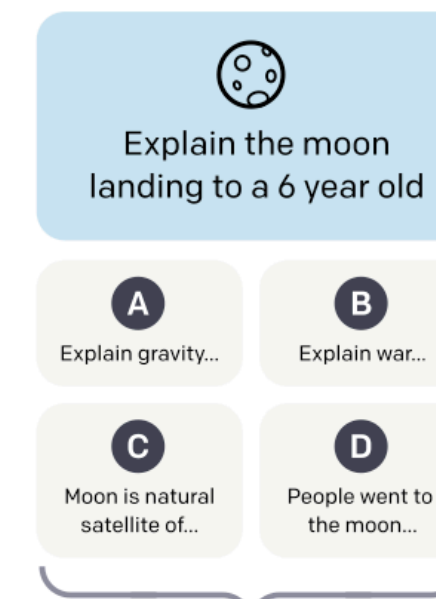 Explain the moon
landing to a 6 year old
A
Explain gravity...
B
Explain war...
C
Moon is natural
satellite of...
D
People went to
the moon...